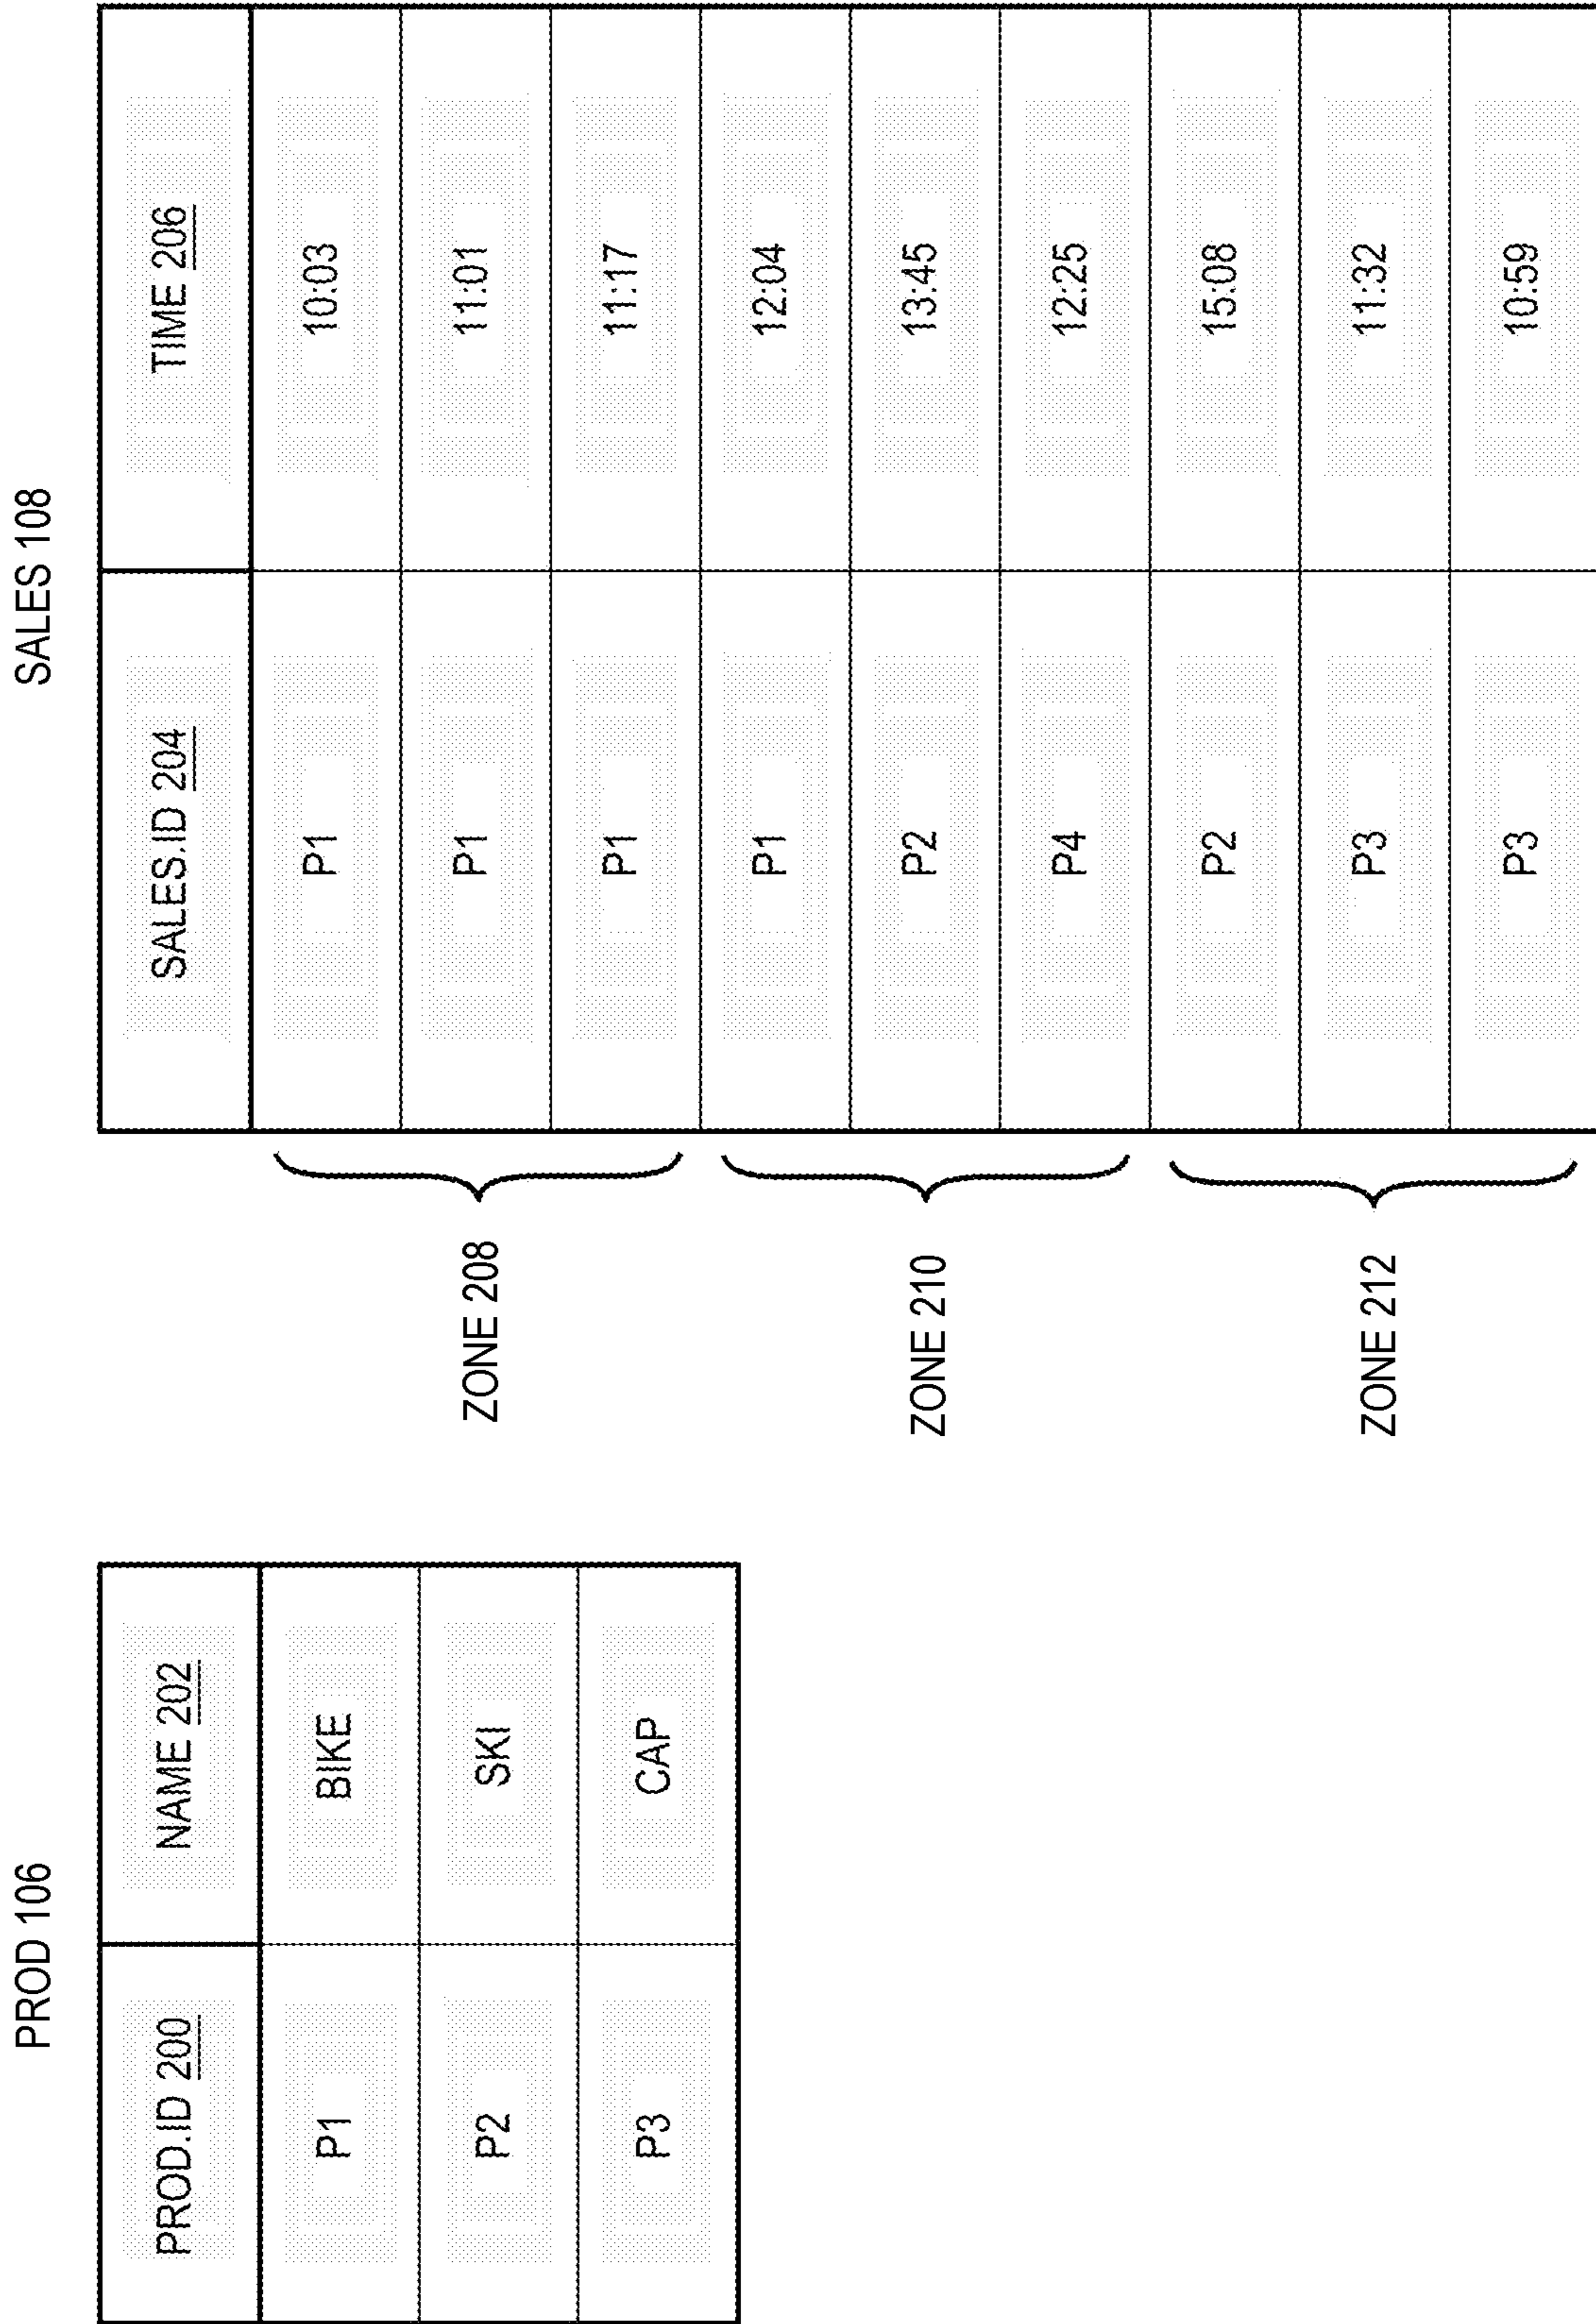 PROD 106
PROD.ID 200 NAME 202
P1 BIKE
P2 SKI
P3 CAP
SALES 108
SALES.ID 204 TIME 206
P1 10:03
P1 11:01
P1 11:17
P1 12:04
P2 13:45
P4 12:25
P2 15:08
P3 11:32
P3 10:59
ZONE 208
ZONE 210
ZONE 212